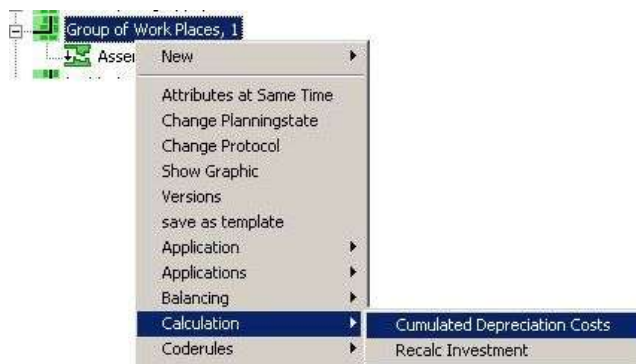 Group of Work Places, 1
Assem
New
Attributes at Same Time
Change Planningstate
Change Protocol
Show Graphic
Versions
save as template
Application
Applications
Balancing
Calculation
Cumulated Depreciation Costs
Coderules
Recalc Investment